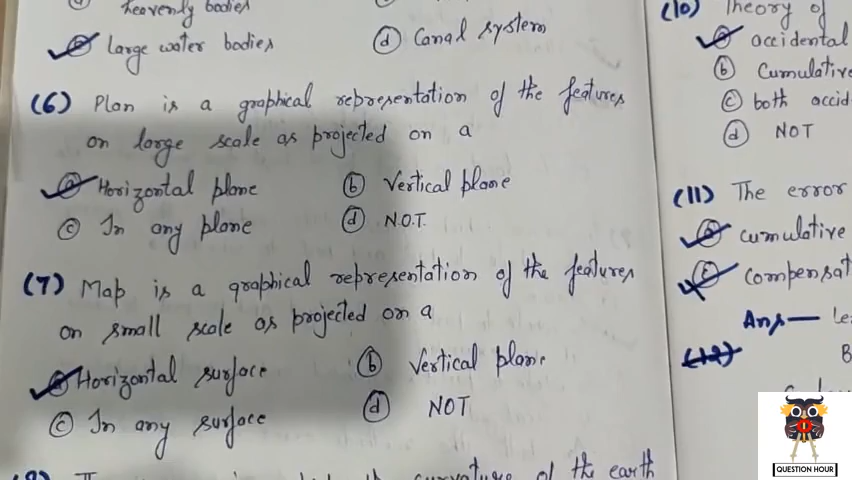 heavenly bodies
ⓒ large water bodies
ⓓ Canal system
(6) Plan is a graphical representation of the features
on large scale as projected on a
ⓐ Horizontal plane
ⓑ Vertical plane
ⓒ In any plane
ⓓ N.O.T.
(7) Map is a graphical representation of the features
on small scale as projected on a
ⓐ Horizontal surface
ⓑ Vertical plane
ⓒ In any surface
ⓓ NOT
curvature of the earth
(10) Theory of
ⓐ accidental
ⓑ Cumulative
ⓒ both accid
ⓓ NOT
(11) The error
ⓐ cumulative
compensat
Ans—
(12)
QUESTION HOUR